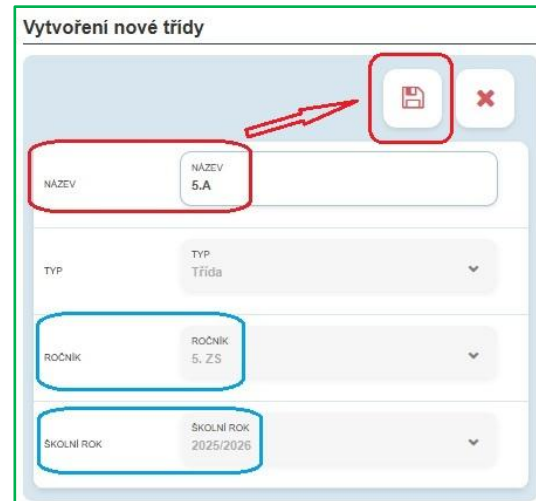 Vytvoření nové třídy
NÁZEV
NÁZEV
5.A
TYP
TYP
Třída
ROČNÍK
ROČNÍK
5. ZS
ŠKOLNÍ ROK
ŠKOLNÍ ROK
2025/2026